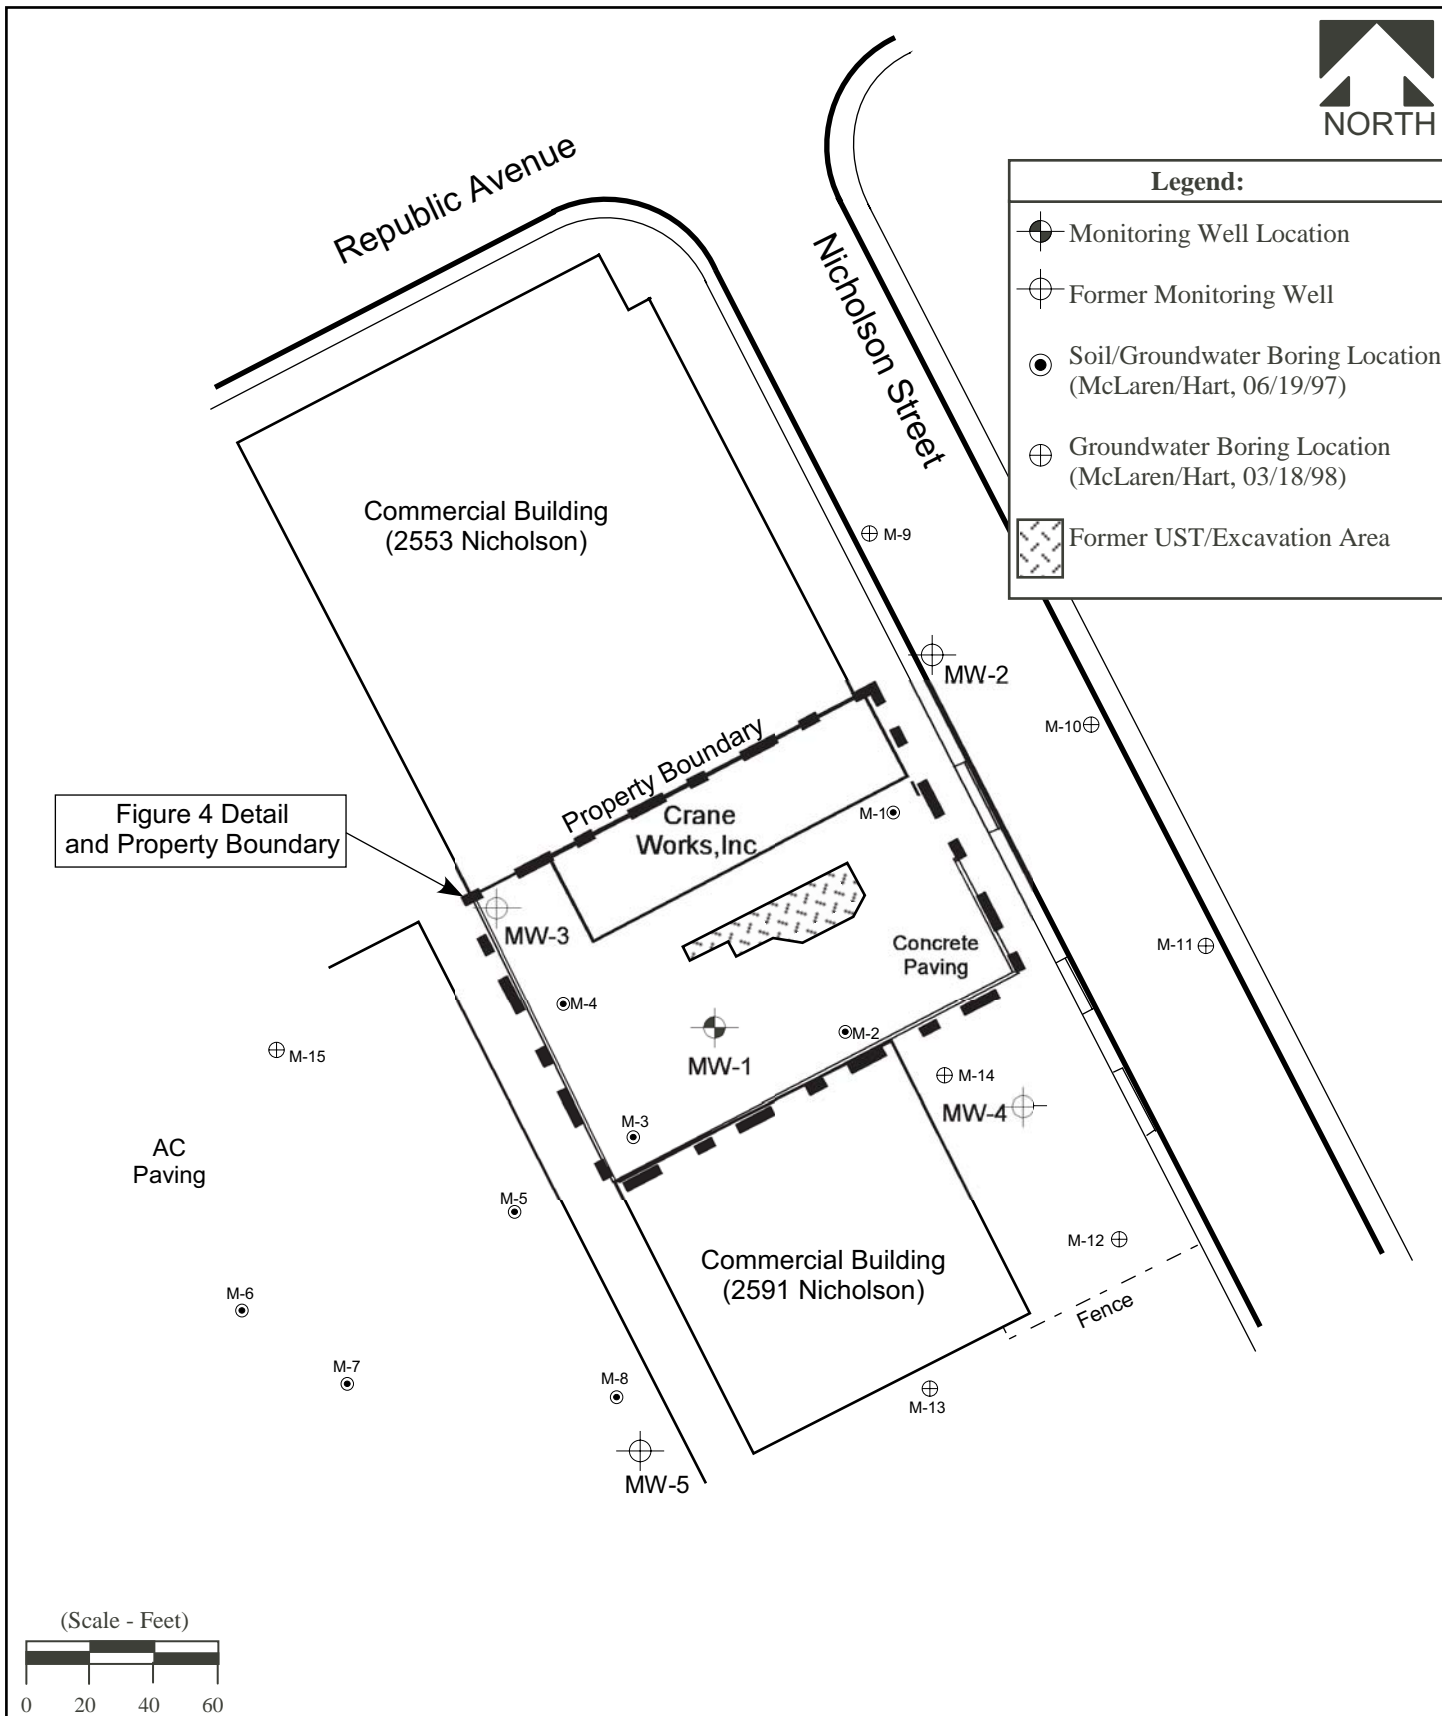 NORTH
Republic Avenue
Nicholson Street
Legend:
Monitoring Well Location
Former Monitoring Well
Soil/Groundwater Boring Location
(McLaren/Hart, 06/19/97)
Groundwater Boring Location
(McLaren/Hart, 03/18/98)
Former UST/Excavation Area
Commercial Building
(2553 Nicholson)
M-9
MW-2
M-10
Property Boundary
Figure 4 Detail
and Property Boundary
Crane
Works,Inc
M-1
MW-3
Concrete
Paving
M-11
M-4
M-2
M-15
MW-1
M-14
MW-4
M-3
AC
Paving
M-5
M-12
Commercial Building
(2591 Nicholson)
M-6
Fence
M-7
M-8
M-13
MW-5
(Scale - Feet)
0 20 40 60